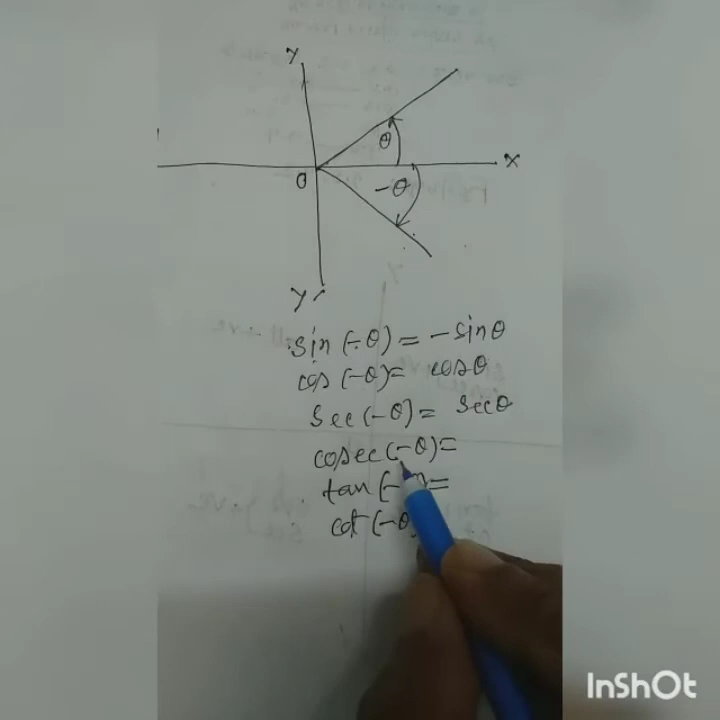 Y
θ
X
O
-θ
Y'
sin (-θ) = - sinθ
cos (-θ) = cosθ
sec (-θ) = secθ
cosec (-θ) =
tan (-
=
cot (-θ
InShOt